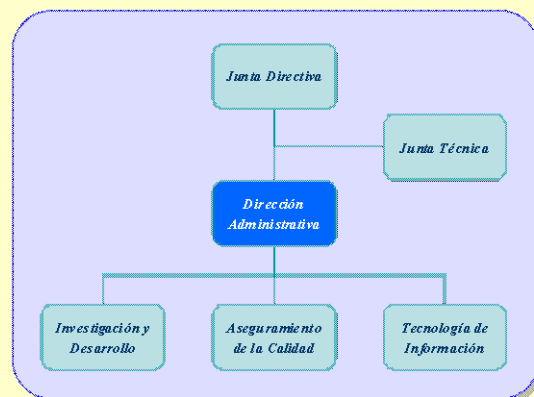 Junta Directiva
Junta Técnica
Dirección
Administrativa
Investigación y
Desarrollo
Aseguramiento
de la Calidad
Tecnología de
Información